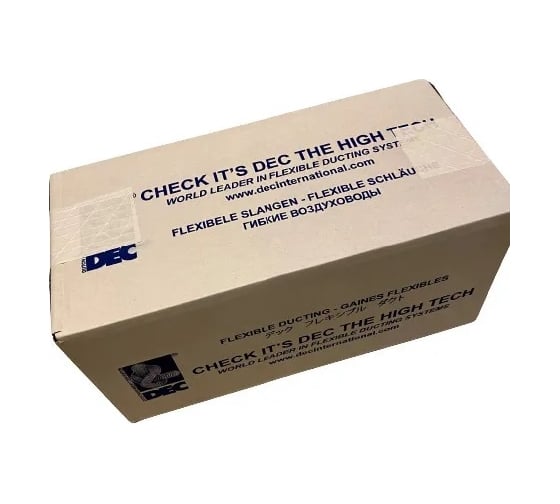 CHECK IT'S DEC THE HIGH TECH
WORLD LEADER IN FLEXIBLE DUCTING SYSTEMS
www.decinternational.com
FLEXIBELE SLANGEN - FLEXIBLE SCHLÄUCHE
ГИБКИЕ ВОЗДУХОВОДЫ
DEC
FLEXIBLE DUCTING - GAINES FLEXIBLES
デック フレキシブル ダクト
CHECK IT'S DEC THE HIGH TECH
WORLD LEADER IN FLEXIBLE DUCTING SYSTEMS
www.decinternational.com
DEC